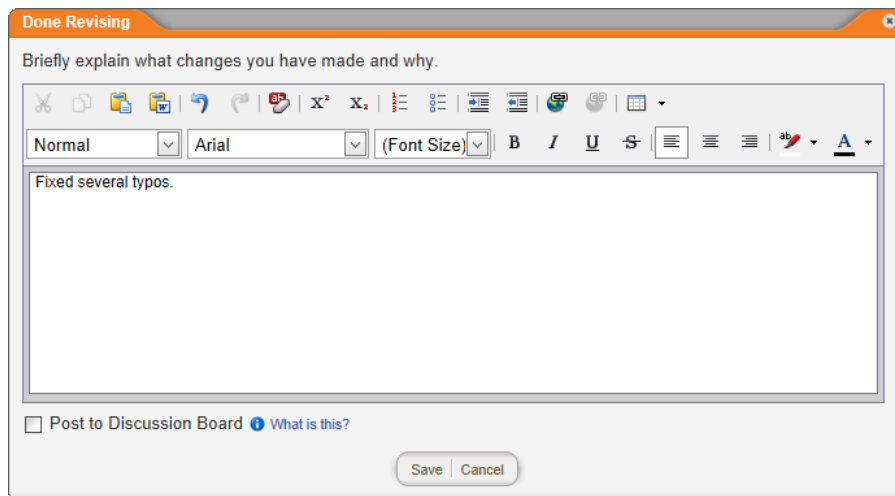 Done Revising
Briefly explain what changes you have made and why.
Normal Arial (Font Size) B I U S A
Fixed several typos.
Post to Discussion Board What is this?
Save Cancel